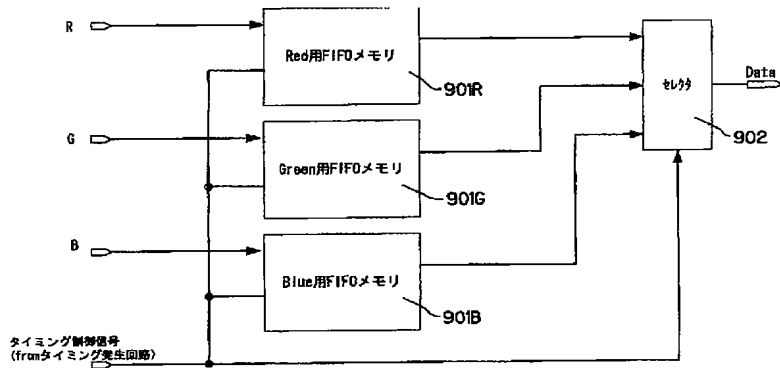 R
Red用FIFOメモリ
901R
セレクタ
Data
902
G
Green用FIFOメモリ
901G
B
Blue用FIFOメモリ
901B
タイミング制御信号
(fromタイミング発生回路)